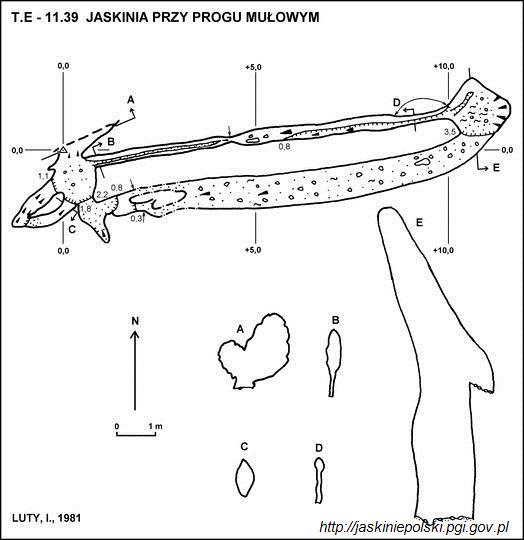 T.E - 11.39 JASKINIA PRZY PROGU MUŁOWYM
0,0 +5,0 +10,0
A
D
B
0,8
3,5
0,0 0,0
E
1,1
0,8
2,2
1,8
C
0,3
0,0 +5,0 +10,0
E
N
A B
0 1 m
C D
LUTY, I., 1981
http://jaskiniepolski.pgi.gov.pl